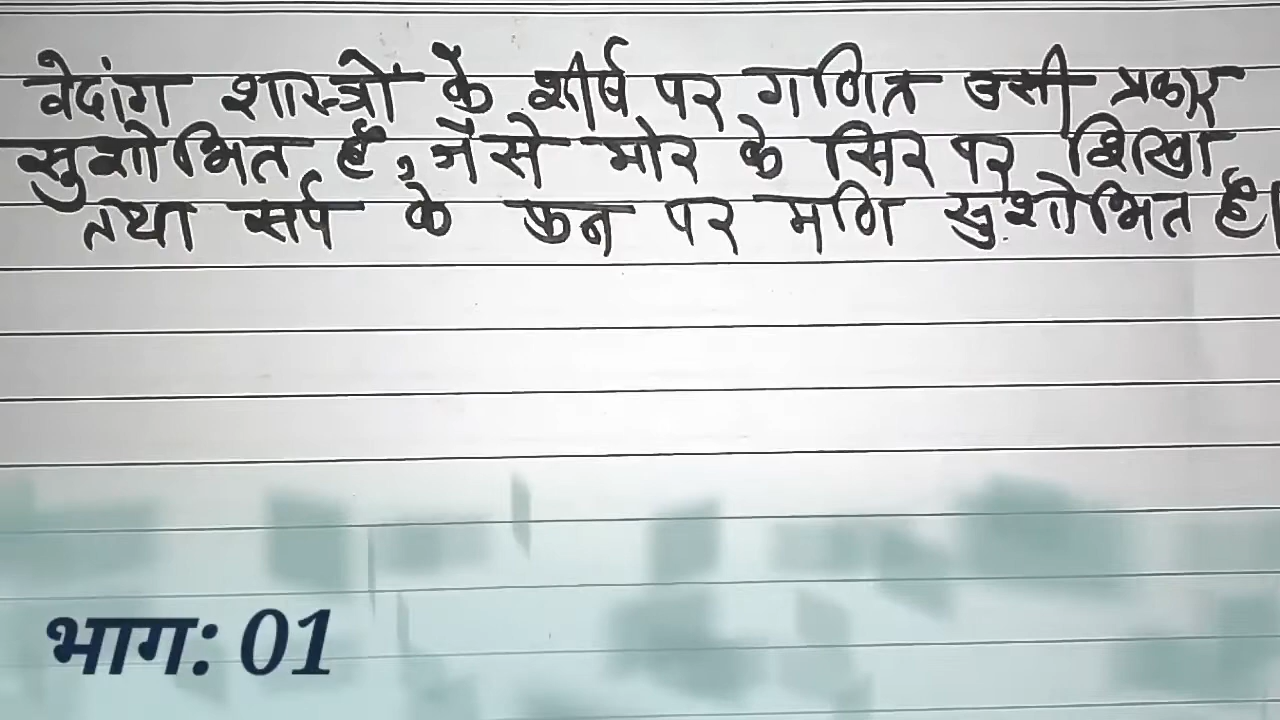 वेदांग शास्त्रों के शीर्ष पर गणित उसी प्रकार
सुशोभित है, जैसे मोर के सिर पर शिखा
तथा सर्प के फन पर मणि सुशोभित है।
भाग: 01